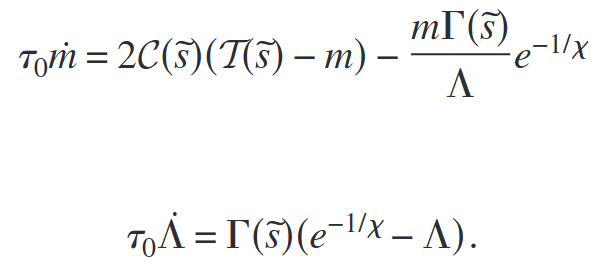 τ₀ṁ = 2𝒞(s̃)(𝒯(s̃) − m) − mΓ(s̃)/Λ e^{−1/χ}
τ₀Λ̇ = Γ(s̃)(e^{−1/χ} − Λ).